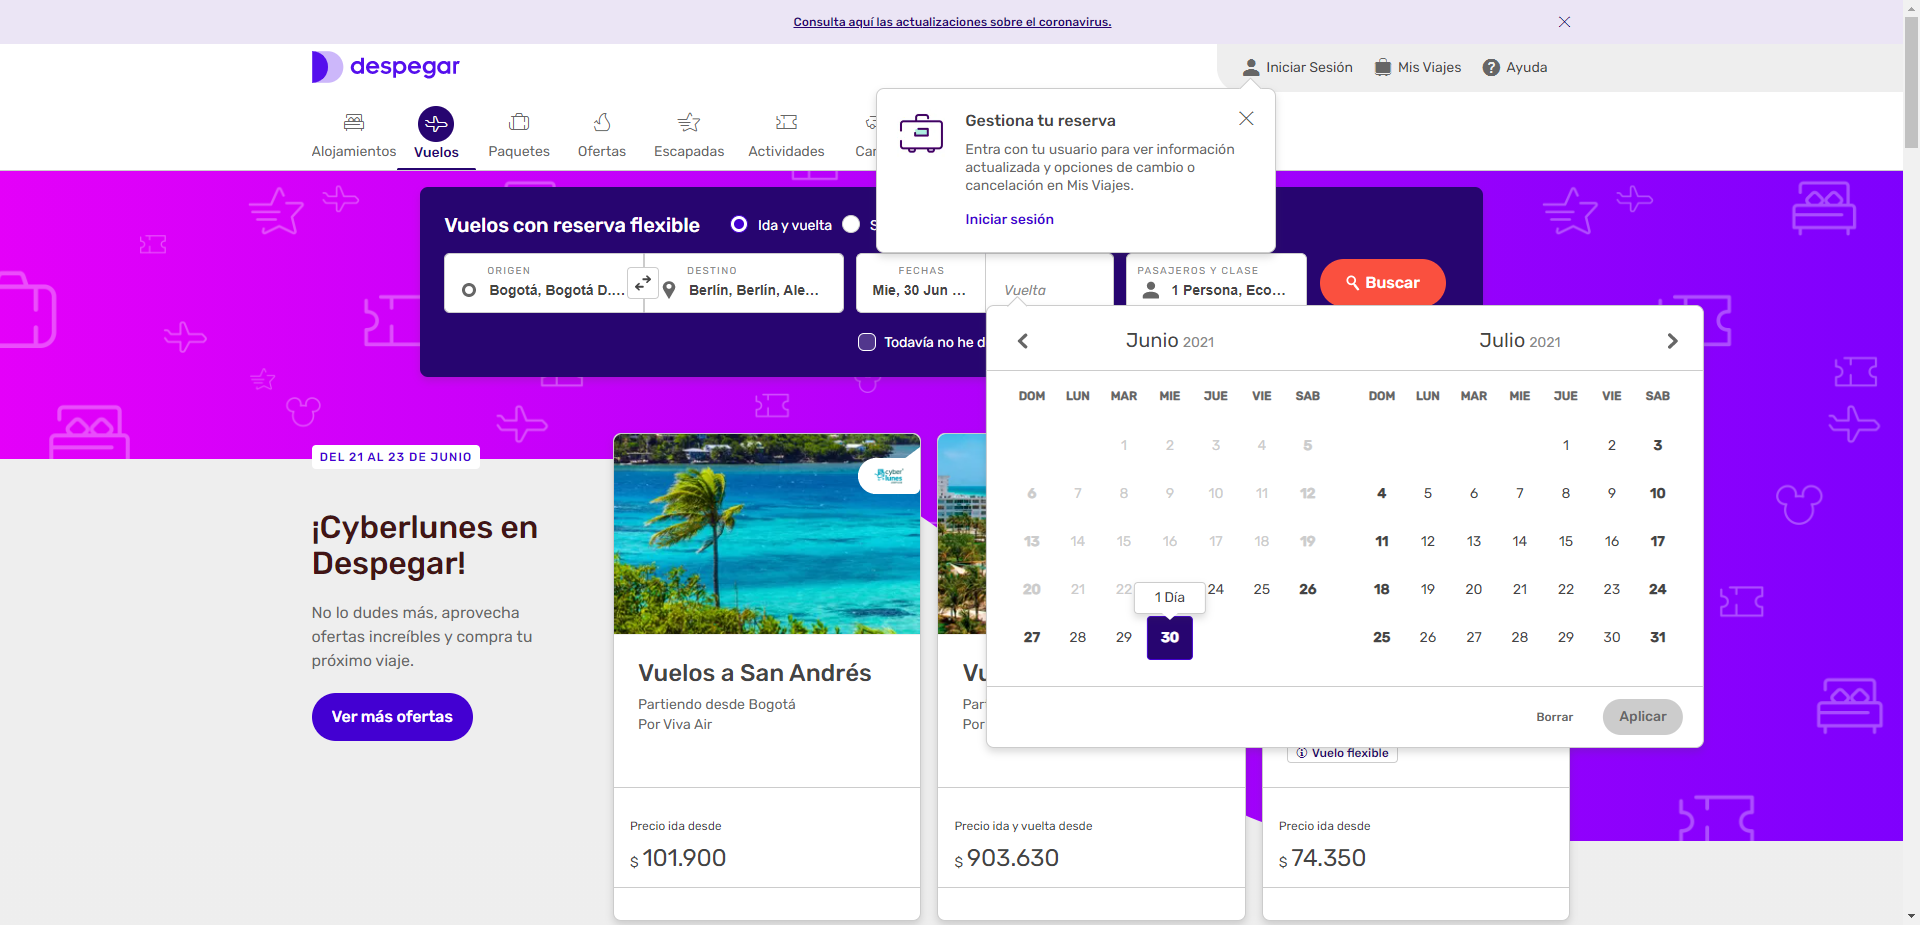 Consulta aquí las actualizaciones sobre el coronavirus.
despegar
Iniciar Sesión
Mis Viajes
Ayuda
Alojamientos
Vuelos
Paquetes
Ofertas
Escapadas
Actividades
Gestiona tu reserva
Entra con tu usuario para ver información
actualizada y opciones de cambio o
cancelación en Mis Viajes.
Iniciar sesión
Vuelos con reserva flexible
Ida y vuelta
ORIGEN
Bogotá, Bogotá D....
DESTINO
Berlín, Berlín, Ale...
FECHAS
Mie, 30 Jun ...
Vuelta
PASAJEROS Y CLASE
1 Persona, Eco...
Buscar
Todavía no he d
Junio 2021
DOM LUN MAR MIE JUE VIE SAB
1 2 3 4 5
6 7 8 9 10 11 12
13 14 15 16 17 18 19
20 21 22 24 25 26
1 Día
27 28 29 30
Julio 2021
DOM LUN MAR MIE JUE VIE SAB
1 2 3
4 5 6 7 8 9 10
11 12 13 14 15 16 17
18 19 20 21 22 23 24
25 26 27 28 29 30 31
Borrar
Aplicar
DEL 21 AL 23 DE JUNIO
¡Cyberlunes en
Despegar!
No lo dudes más, aprovecha
ofertas increíbles y compra tu
próximo viaje.
Ver más ofertas
cyber
lunes
Vuelos a San Andrés
Partiendo desde Bogotá
Por Viva Air
Precio ida desde
$ 101.900
Por
Precio ida y vuelta desde
$ 903.630
Vuelo flexible
Precio ida desde
$ 74.350